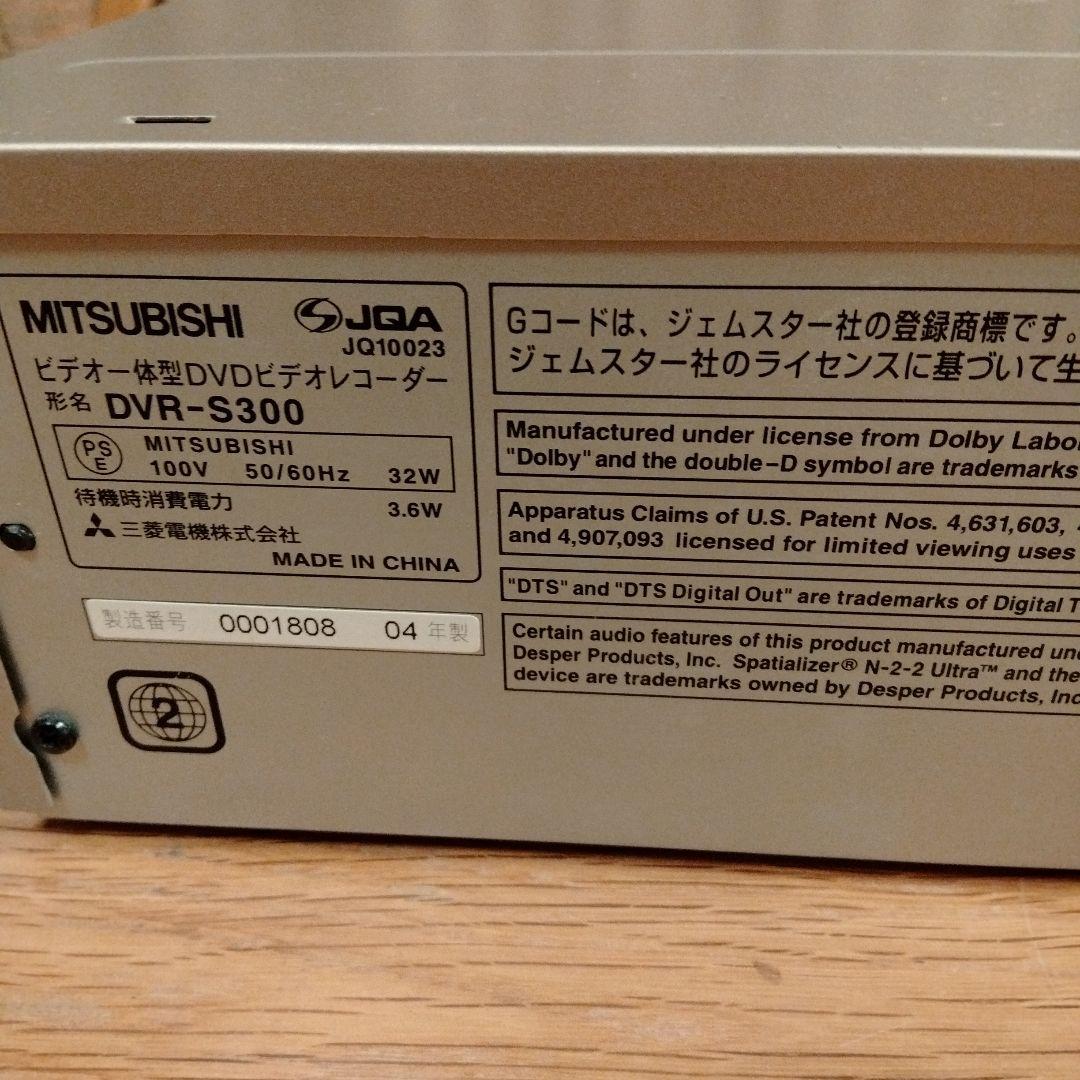 MITSUBISHI JQA
JQ10023
ビデオ一体型DVDビデオレコーダー
形名 DVR-S300
PSE MITSUBISHI
100V 50/60Hz 32W
待機時消費電力 3.6W
三菱電機株式会社
MADE IN CHINA
製造番号 0001808 04年製
2
Gコードは、ジェムスター社の登録商標です。
ジェムスター社のライセンスに基づいて生
Manufactured under license from Dolby Labor
"Dolby" and the double-D symbol are trademarks
Apparatus Claims of U.S. Patent Nos. 4,631,603, 4
and 4,907,093 licensed for limited viewing uses
"DTS" and "DTS Digital Out" are trademarks of Digital T
Certain audio features of this product manufactured und
Desper Products, Inc. Spatializer® N-2-2 Ultra™ and the
device are trademarks owned by Desper Products, Inc